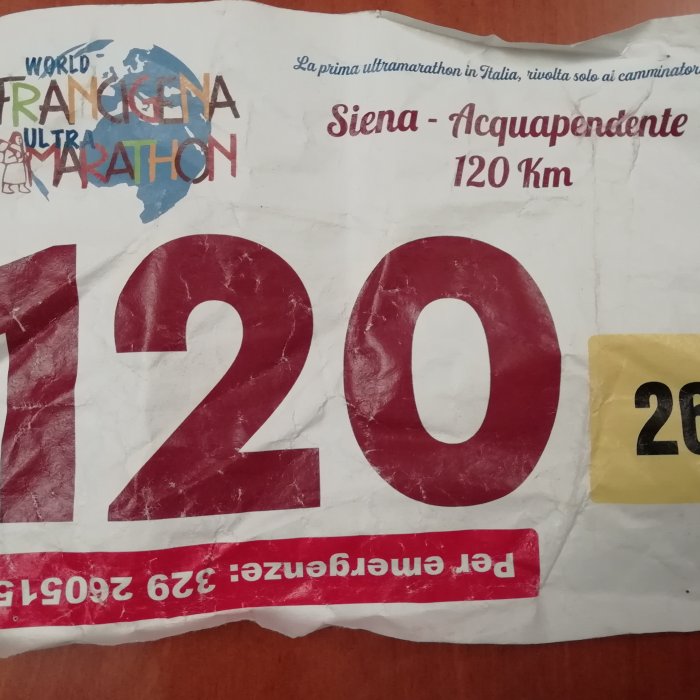 WORLD
FRANCIGENA
ULTRA
MARATHON
La prima ultramarathon in Italia, rivolta solo ai camminator
Siena - Acquapendente
120 Km
120
26
Per emergenze: 329 260515